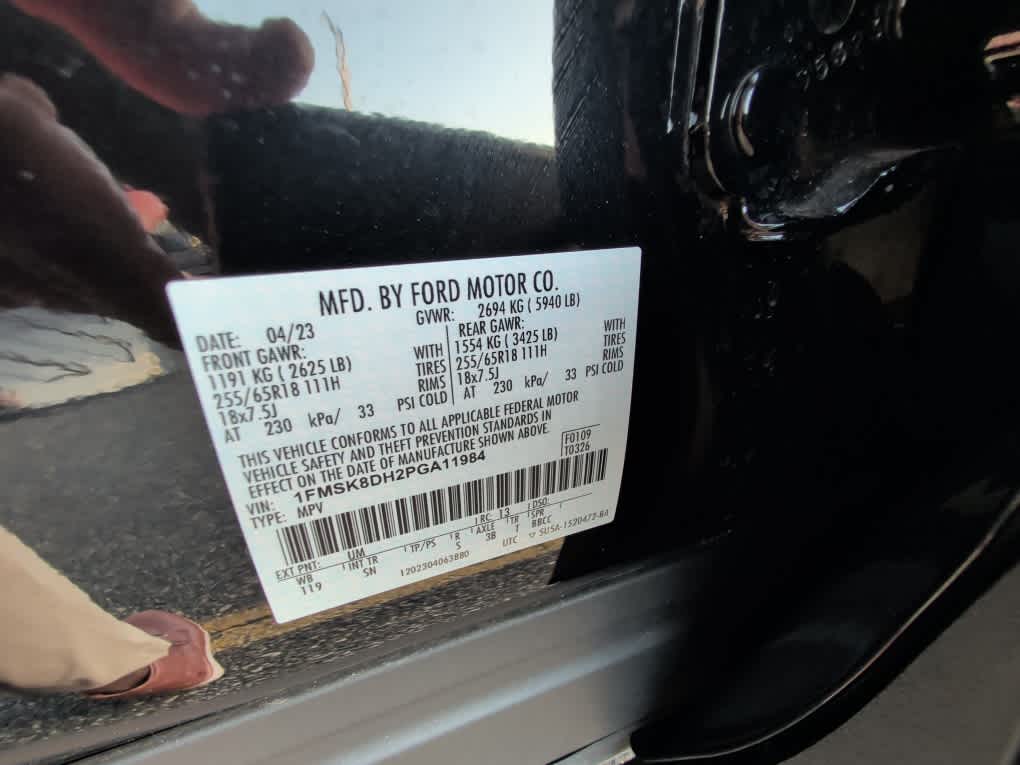 MFD. BY FORD MOTOR CO.
DATE: 04/23
GVWR: 2694 KG ( 5940 LB)
FRONT GAWR:
1191 KG ( 2625 LB)
255/65R18 111H
18x7.5J
AT 230 kPa/ 33 PSI COLD
WITH
TIRES
RIMS
REAR GAWR:
1554 KG ( 3425 LB)
255/65R18 111H
18x7.5J
AT 230 kPa/ 33 PSI COLD
WITH
TIRES
RIMS
THIS VEHICLE CONFORMS TO ALL APPLICABLE FEDERAL MOTOR
VEHICLE SAFETY AND THEFT PREVENTION STANDARDS IN
EFFECT ON THE DATE OF MANUFACTURE SHOWN ABOVE.
F0109
T0326
VIN: 1FMSK8DH2PGA11984
TYPE: MPV
EXT PNT: UM RC: 13 DSO:
WB INT TR TP/PS R AXLE TR SPR
119 SN S 3B T BBCC
1202304063880 UTC SU5A-1520472-BA